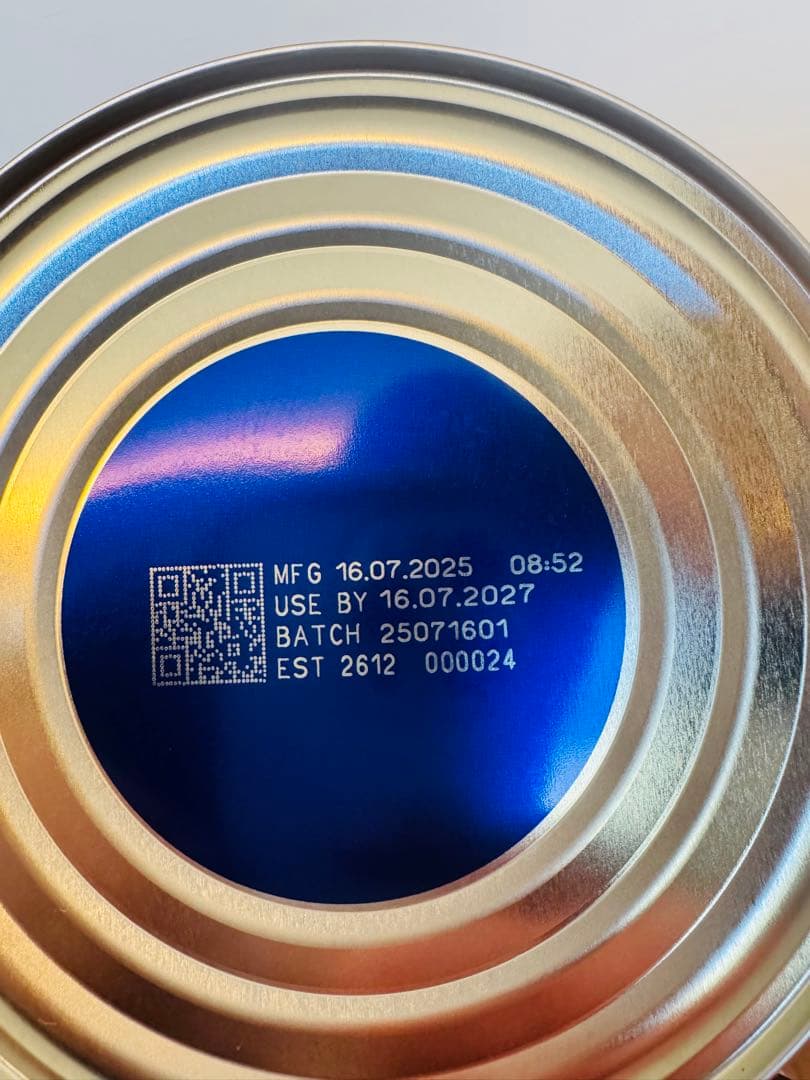 MFG 16.07.2025 08:52
USE BY 16.07.2027
BATCH 25071601
EST 2612 000024